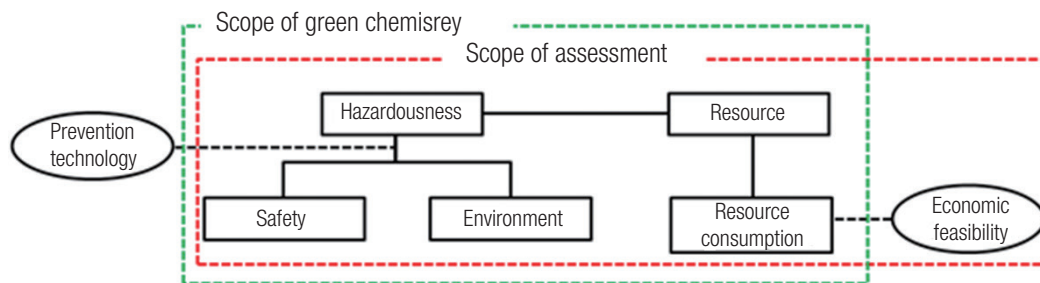 Scope of green chemisrey
Scope of assessment
Hazardousness
Resource
Prevention
technology
Safety
Environment
Resource
consumption
Economic
feasibility